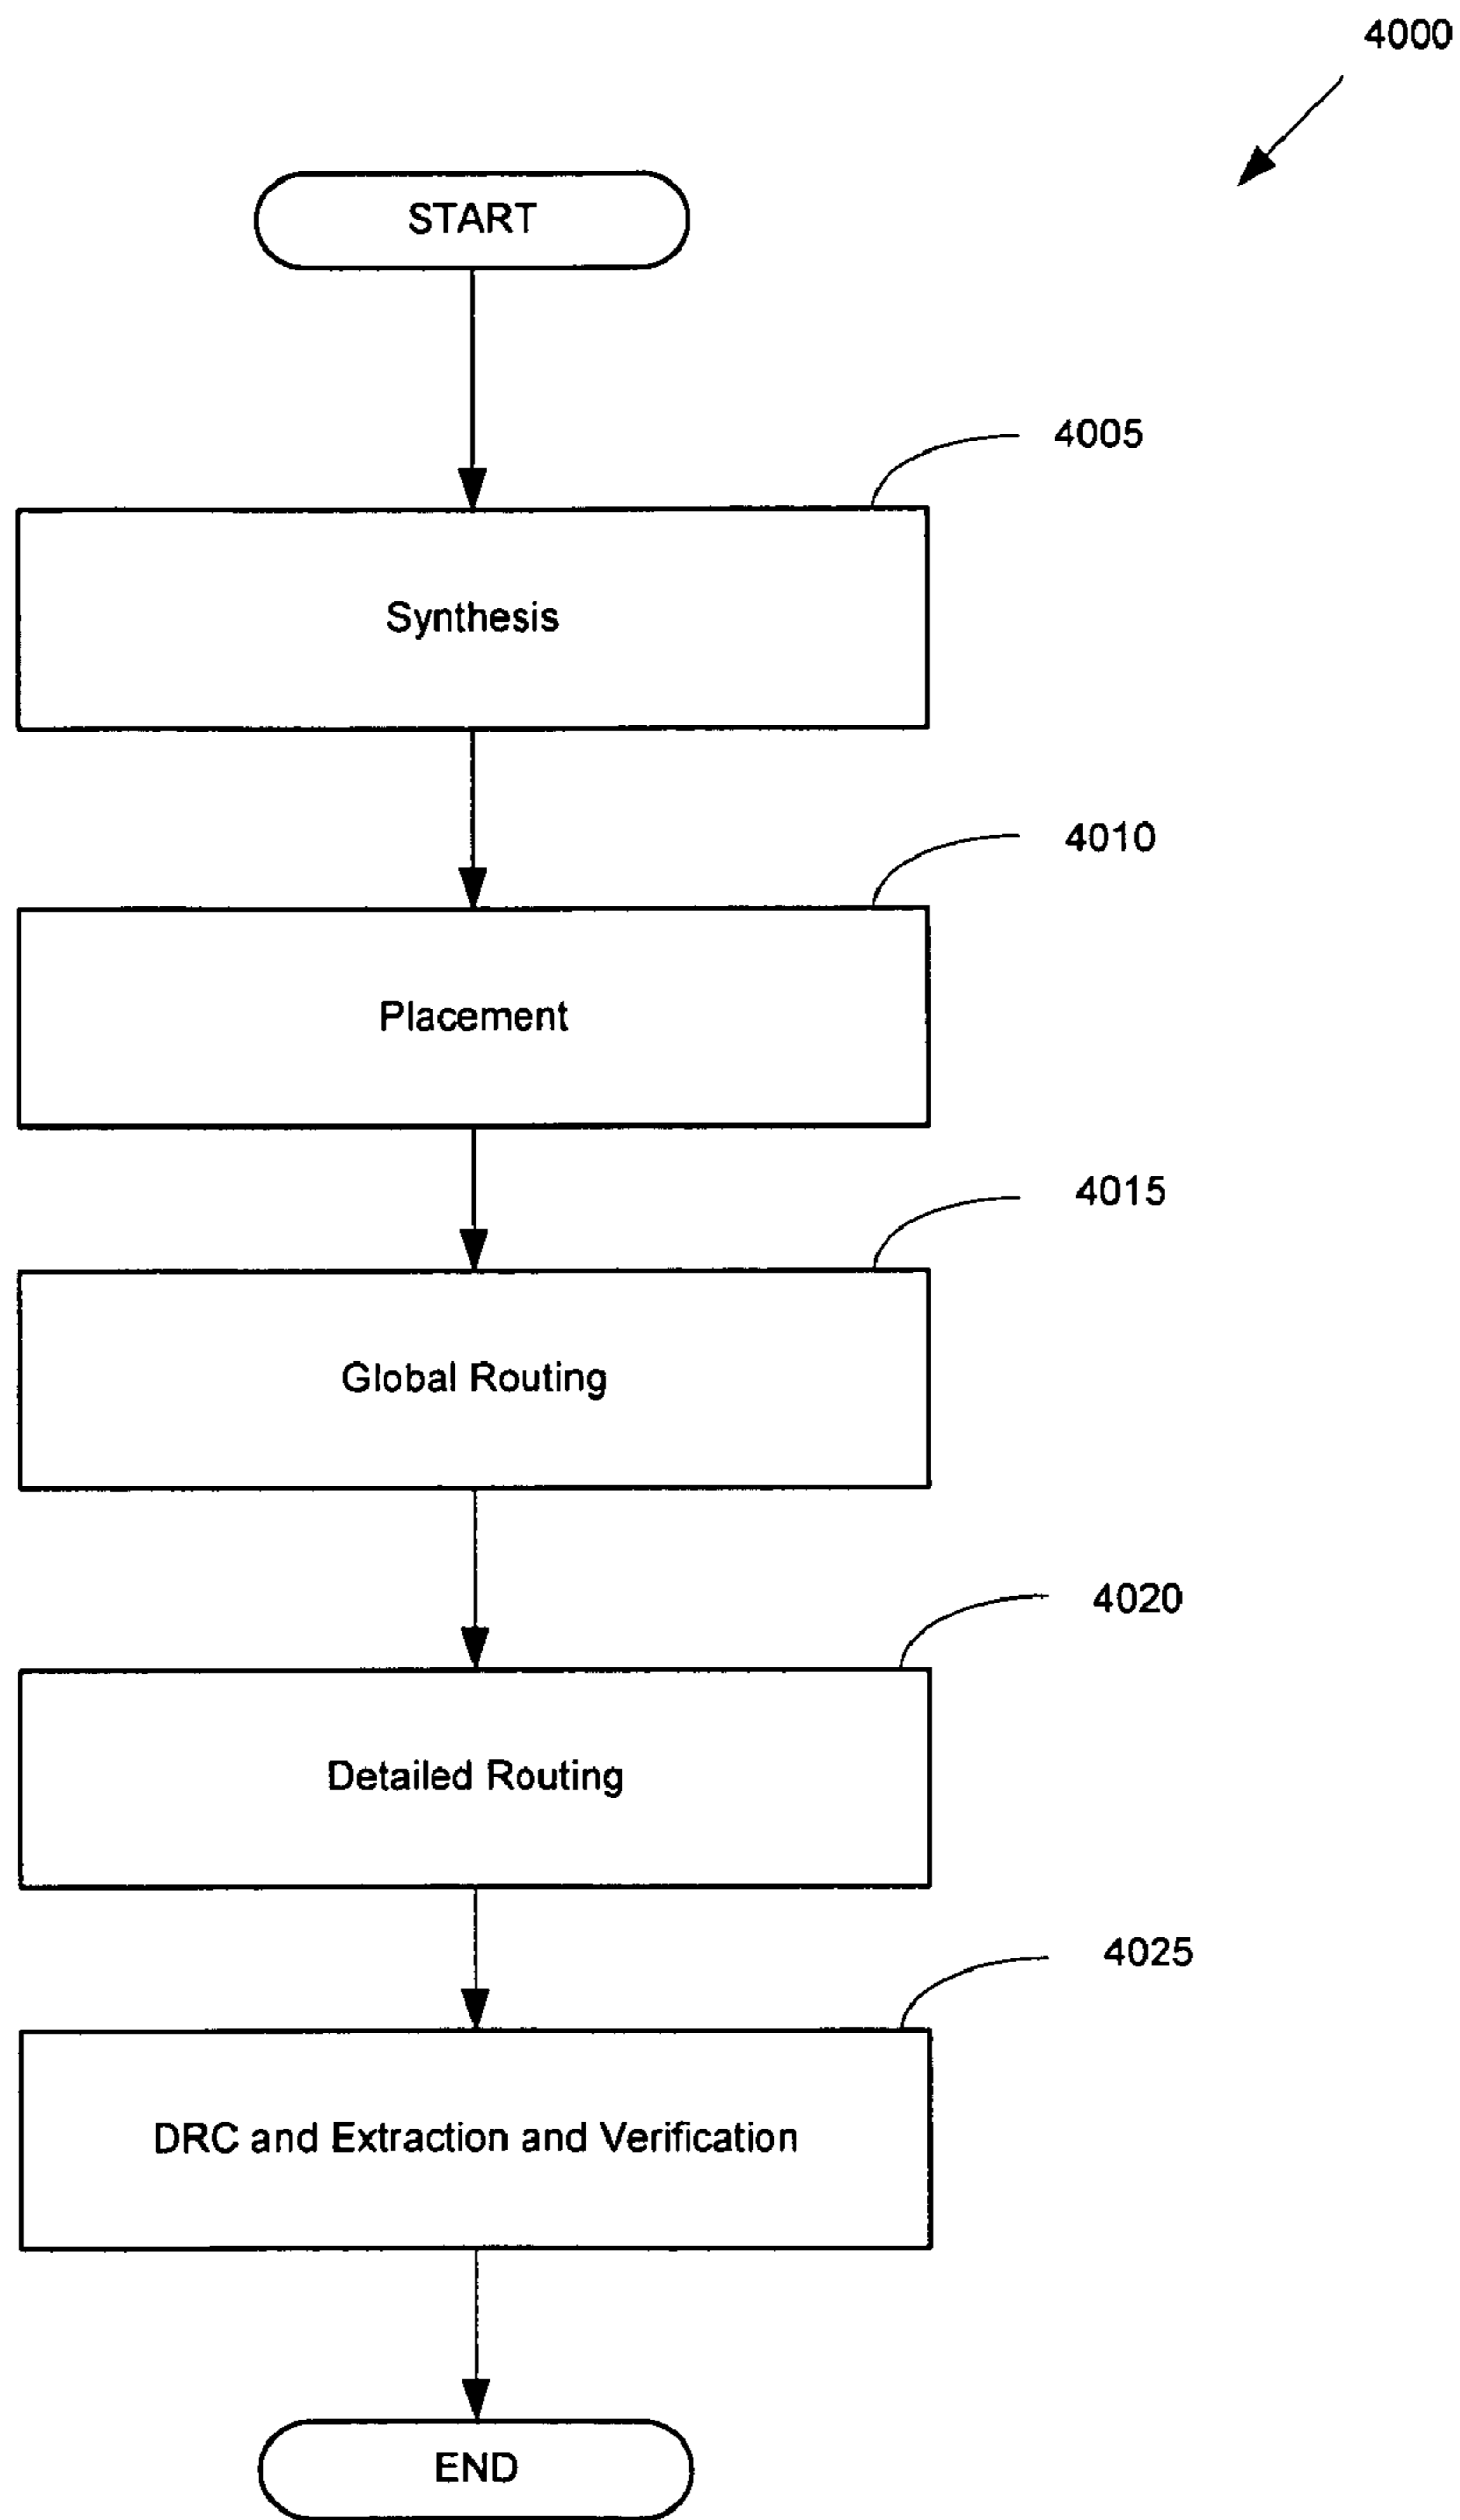 4000
START
4005
Synthesis
4010
Placement
4015
Global Routing
4020
Detailed Routing
4025
DRC and Extraction and Verification
END